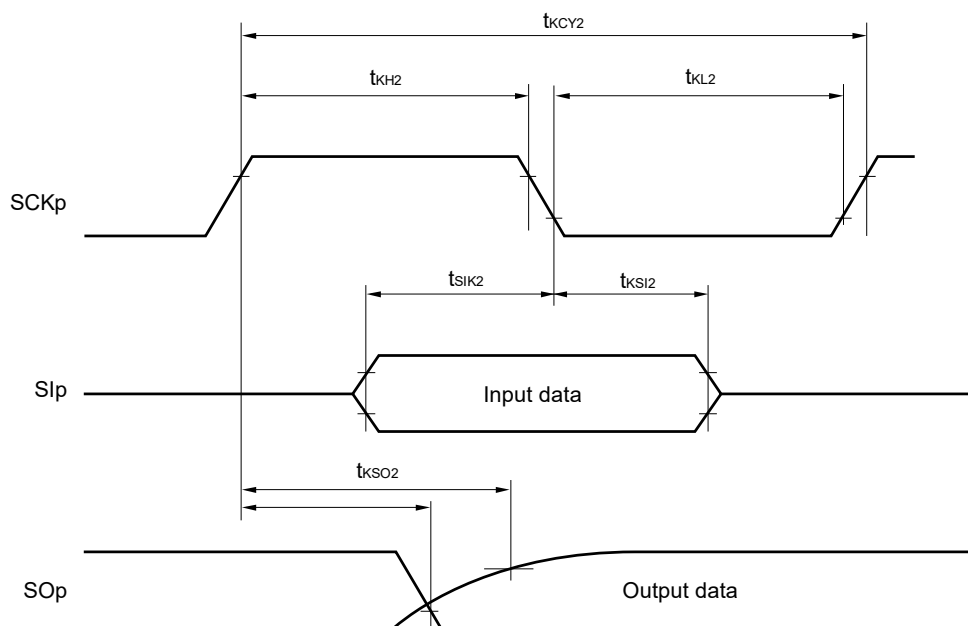 tKCY2
tKH2
tKL2
SCKp
tSIK2
tKSI2
SIp
Input data
tKSO2
SOp
Output data